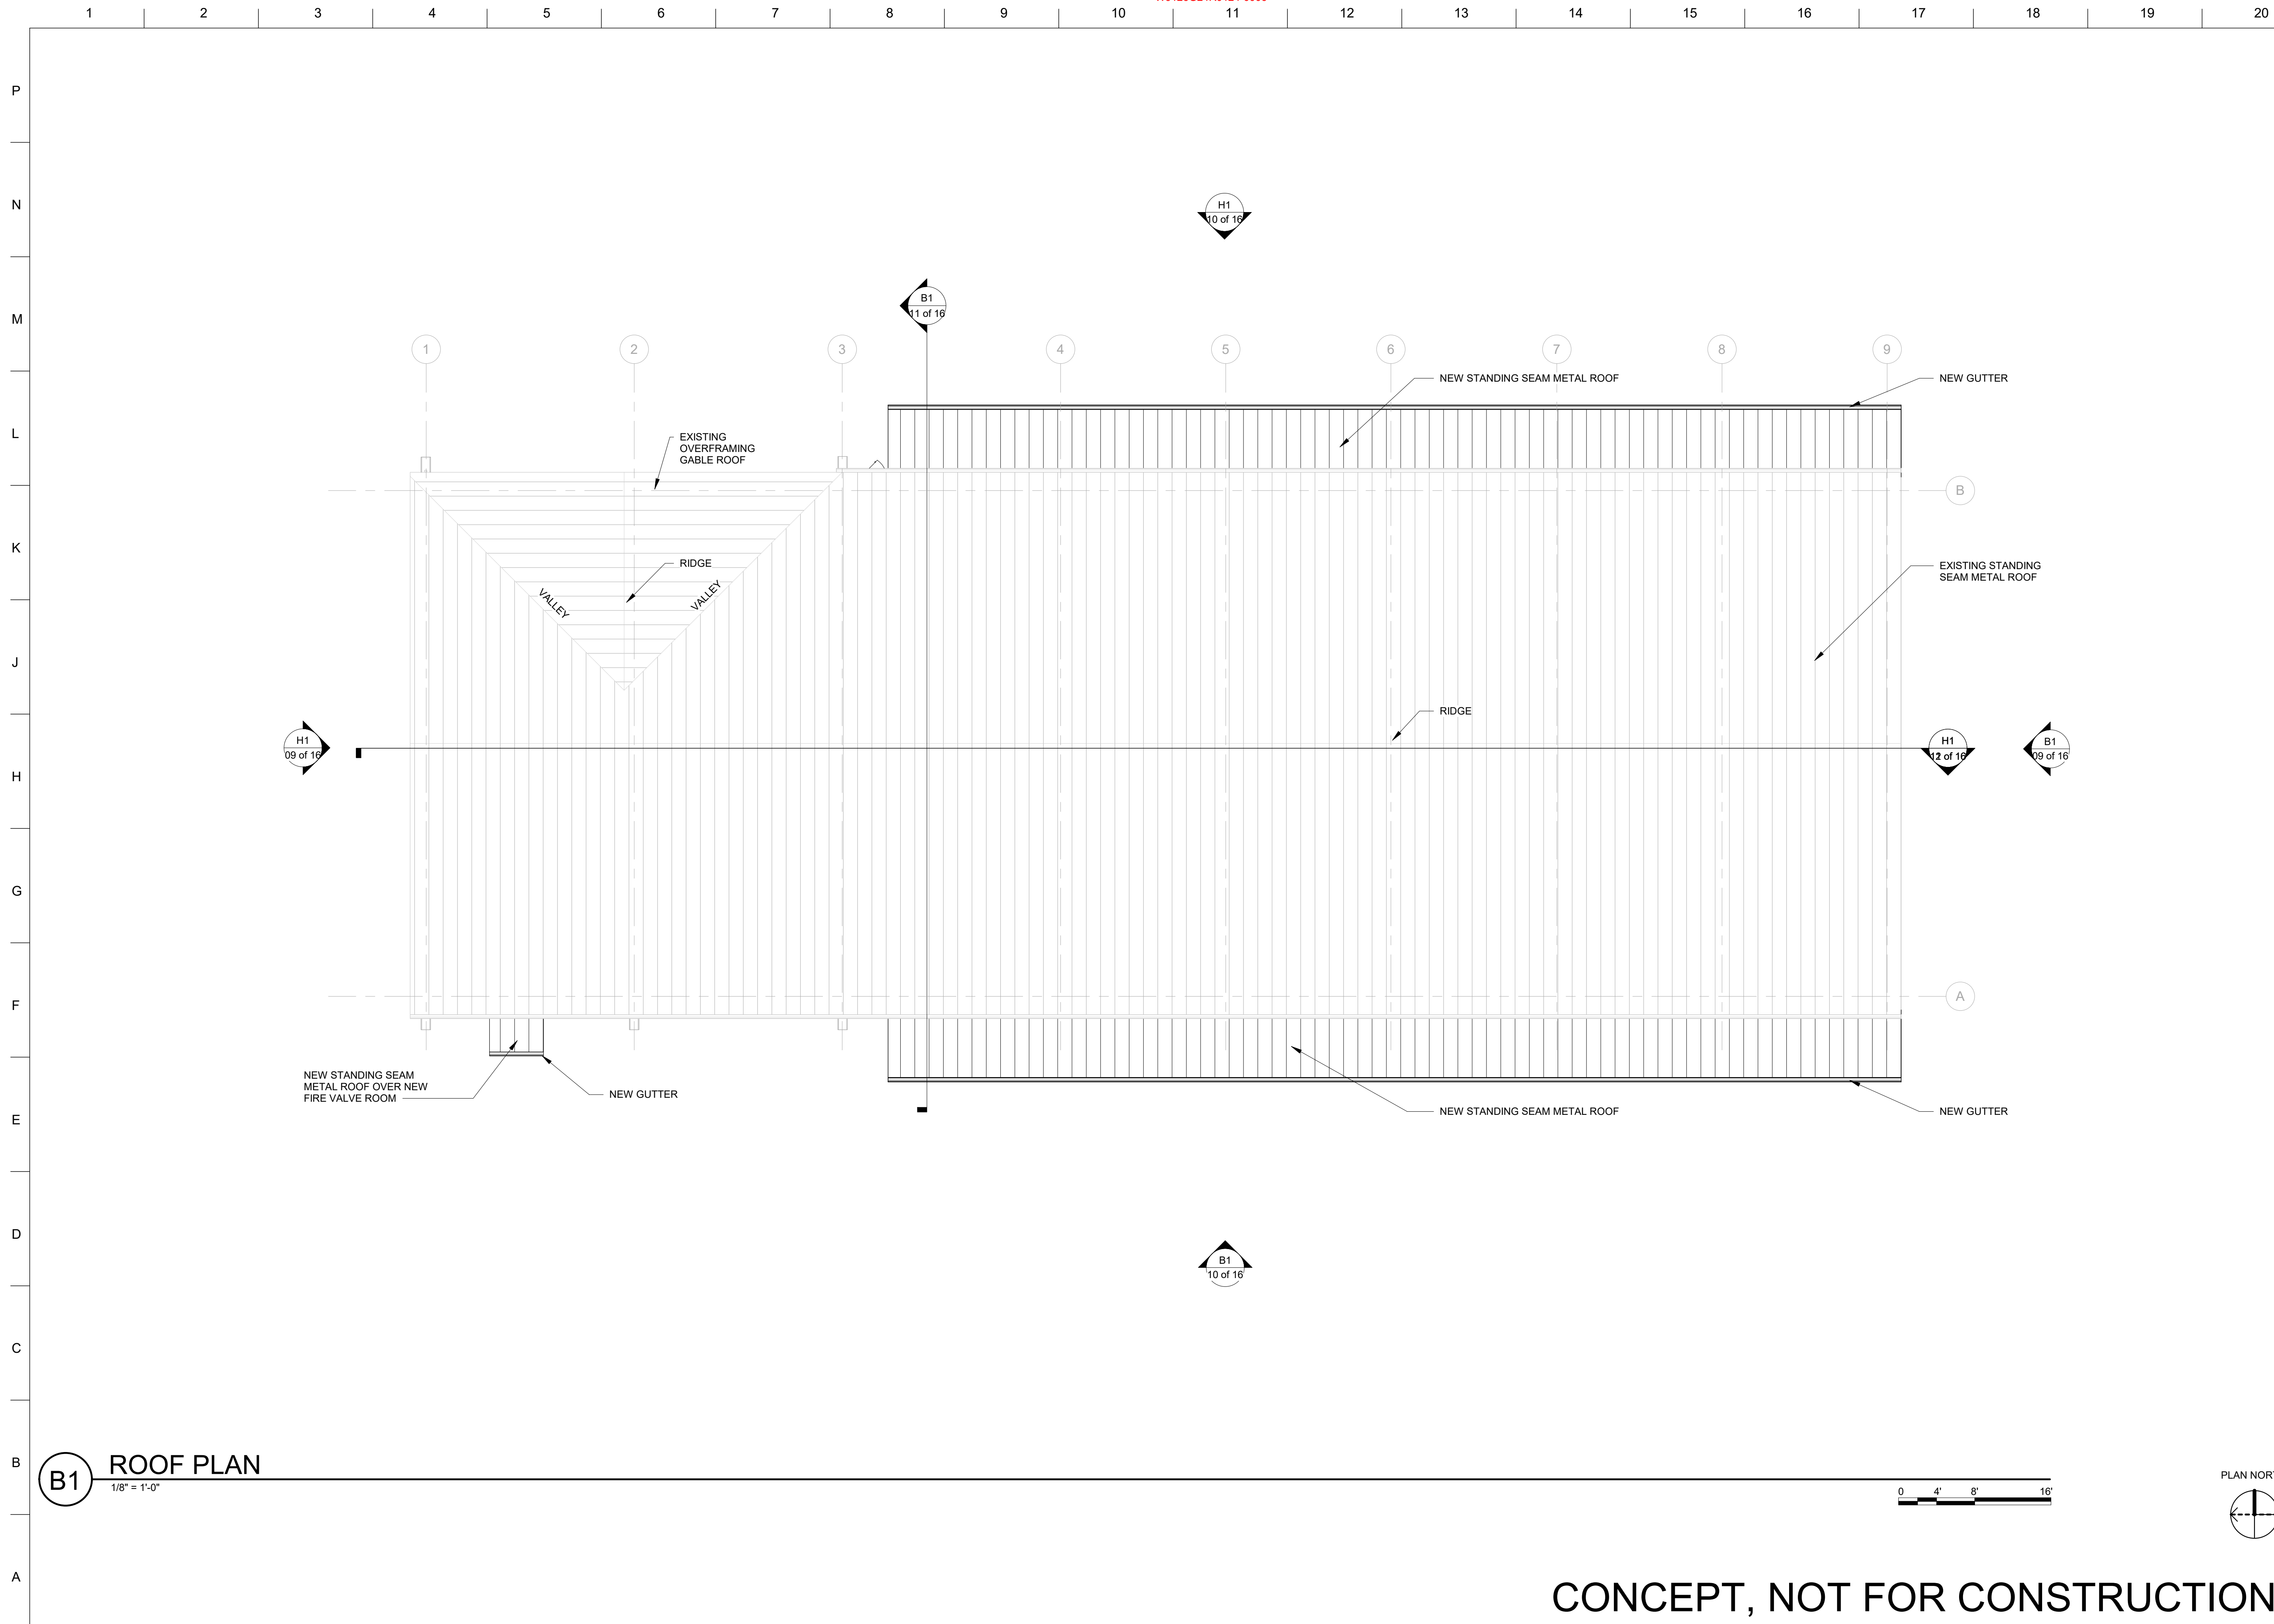 1 2 3 4 5 6 7 8 9 10 11 12 13 14 15 16 17 18 19 20
P
N
H1
10 of 16
M
B1
11 of 16
1 2 3 4 5 6 7 8 9
NEW STANDING SEAM METAL ROOF
NEW GUTTER
L
EXISTING
OVERFRAMING
GABLE ROOF
B
K
RIDGE
EXISTING STANDING
SEAM METAL ROOF
VALLEY
VALLEY
J
RIDGE
H1
09 of 16
H1
of 16
B1
09 of 16
H
G
F
A
NEW STANDING SEAM
METAL ROOF OVER NEW
FIRE VALVE ROOM
NEW GUTTER
NEW STANDING SEAM METAL ROOF
NEW GUTTER
E
D
B1
10 of 16
C
B
B1
ROOF PLAN
1/8" = 1'-0"
0 4' 8' 16'
PLAN
A
CONCEPT, NOT FOR CONSTRUCTION